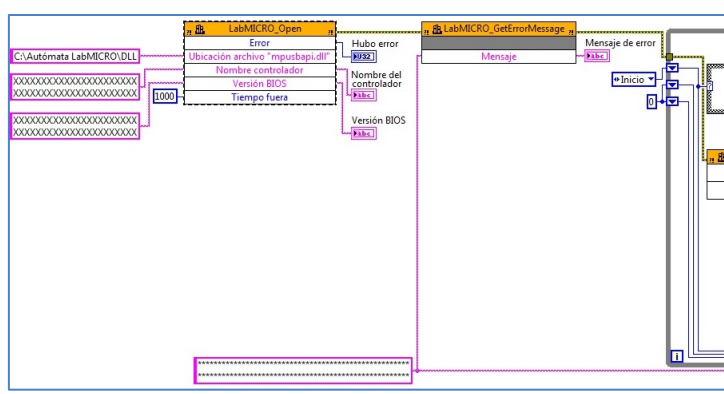 LabMICRO_Open
Error
Ubicación archivo "mpusbapi.dll"
Nombre controlador
Versión BIOS
Tiempo fuera
C:\Autómata LabMICRO\DLL
XXXXXXXXXXXXXXXXXXXXXX
XXXXXXXXXXXXXXXXXXXXXX
1000
XXXXXXXXXXXXXXXXXXXXXX
XXXXXXXXXXXXXXXXXXXXXX
Hubo error
U32
Nombre del
controlador
abc
Versión BIOS
abc
LabMICRO_GetErrorMessage
Mensaje
Mensaje de error
abc
Inicio
0
?
i